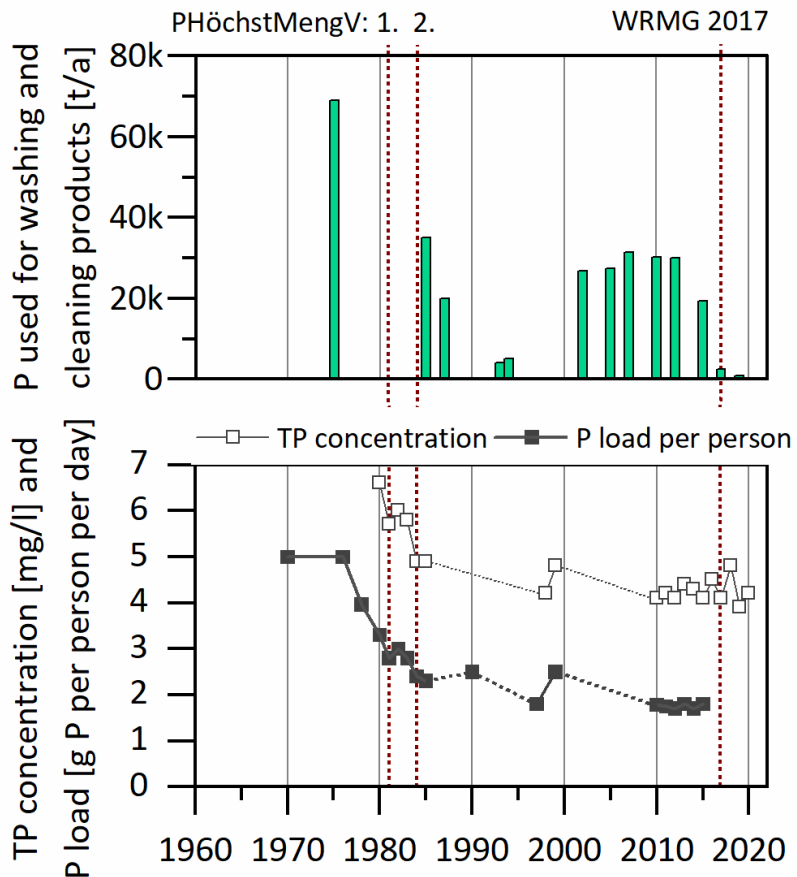 PHöchstMengV: 1. 2.
WRMG 2017
P used for washing and
cleaning products [t/a]
80k
60k
40k
20k
0
TP concentration
P load per person
TP concentration [mg/l] and
P load [g P per person per day]
7
6
5
4
3
2
1
0
1960 1970 1980 1990 2000 2010 2020